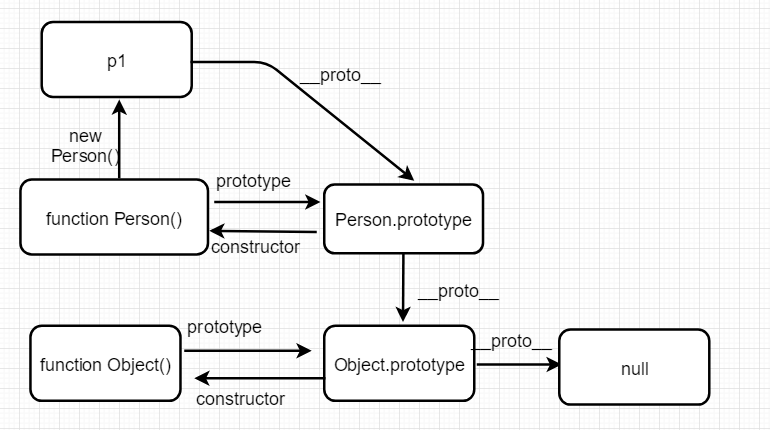 p1
__proto__
new
Person()
prototype
function Person()
Person.prototype
constructor
__proto__
prototype
__proto__
function Object()
Object.prototype
null
constructor